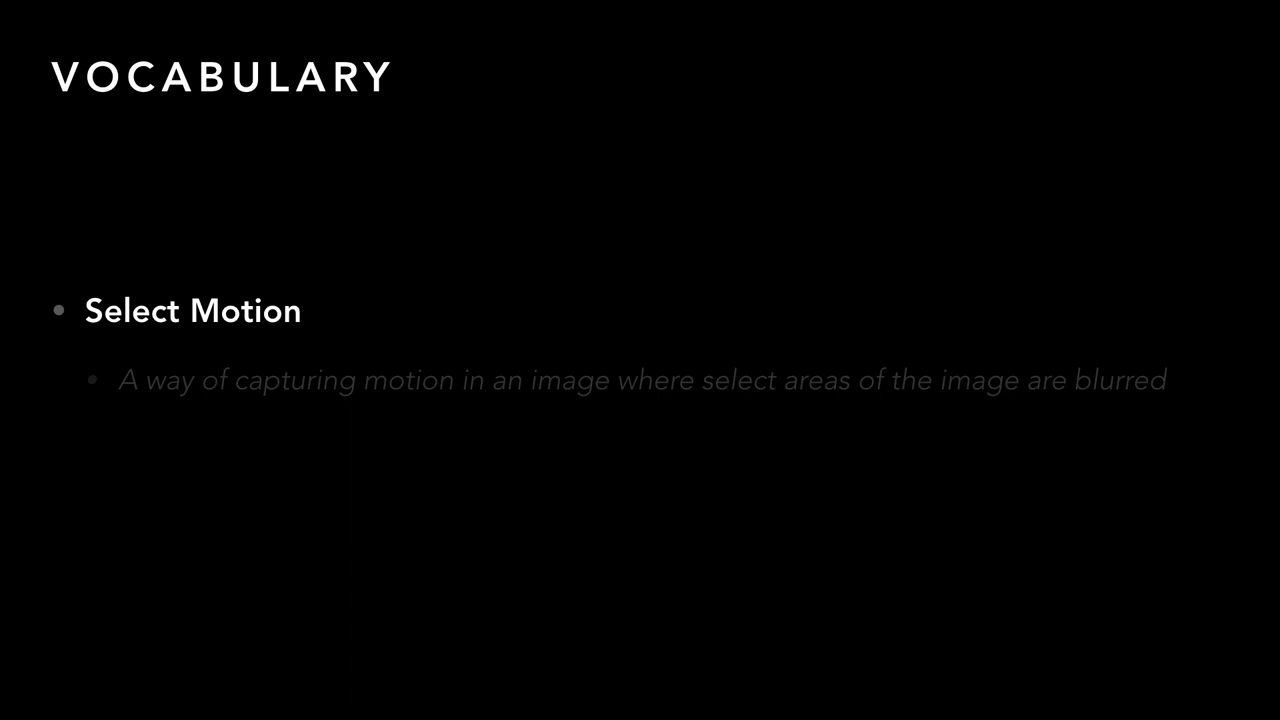 VOCABULARY
• Select Motion
• A way of capturing motion in an image where select areas of the image are blurred